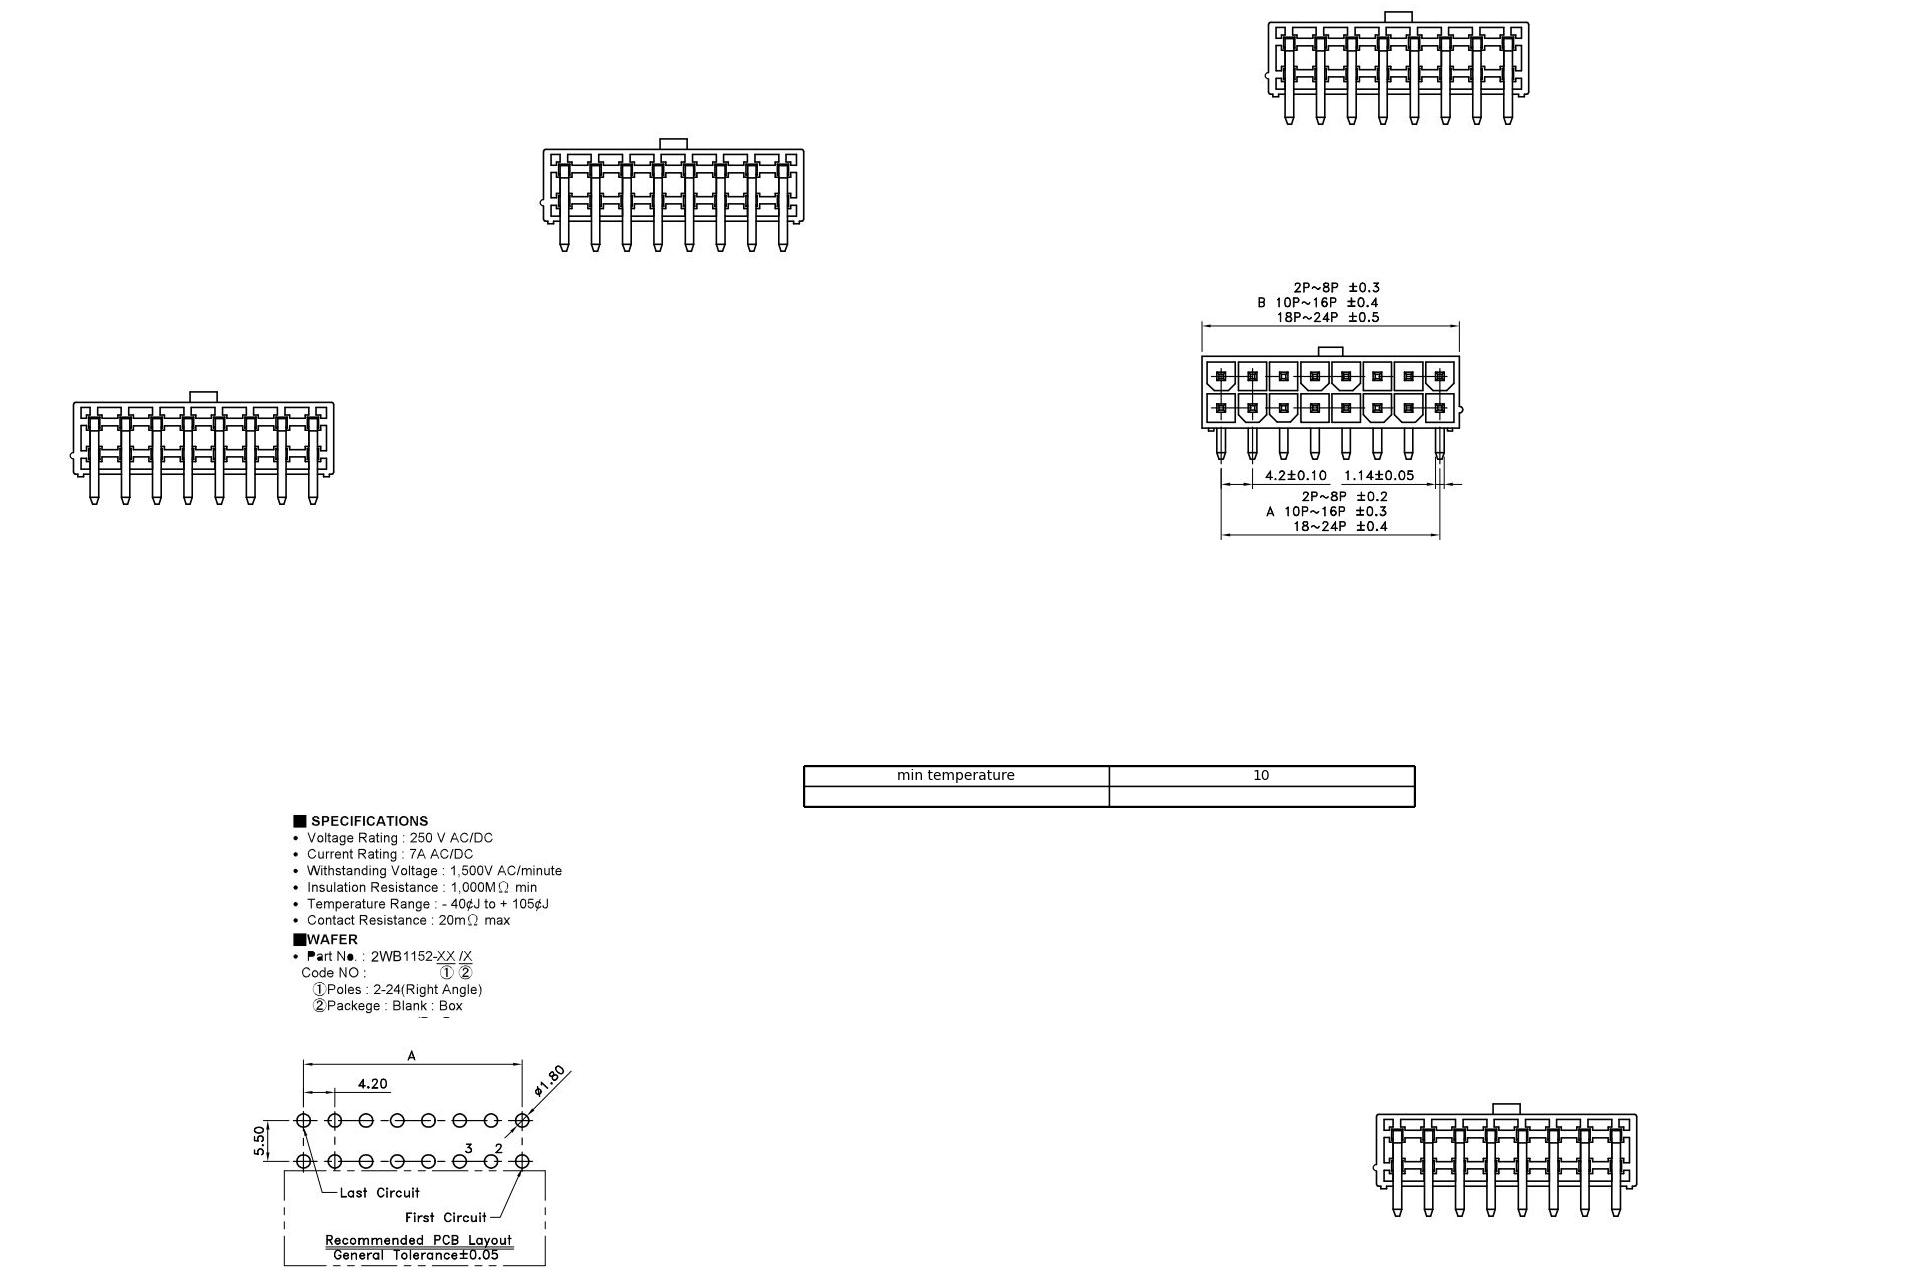 2P~8P ±0.3
B 10P~16P ±0.4
18P~24P ±0.5
4.2±0.10 1.14±0.05
2P~8P ±0.2
A 10P~16P ±0.3
18~24P ±0.4
min temperature 10
■ SPECIFICATIONS
• Voltage Rating : 250 V AC/DC
• Current Rating : 7A AC/DC
• Withstanding Voltage : 1,500V AC/minute
• Insulation Resistance : 1,000MΩ min
• Temperature Range : - 40¢J to + 105¢J
• Contact Resistance : 20mΩ max
■WAFER
• Part No. : 2WB1152-XX /X
Code NO : ① ②
①Poles : 2-24(Right Angle)
②Packege : Blank : Box
A
4.20
ø1.80
5.50
3 2
Last Circuit
First Circuit
Recommended PCB Layout
General Tolerance±0.05